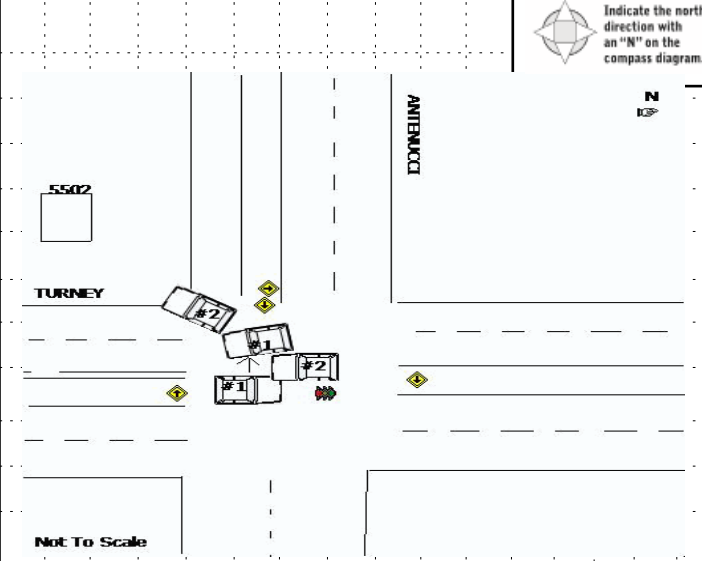 Indicate the north
direction with
an "N" on the
compass diagram.
N
ANTENUCCI
5502
TURNEY
#2
#1
#2
#1
Not To Scale